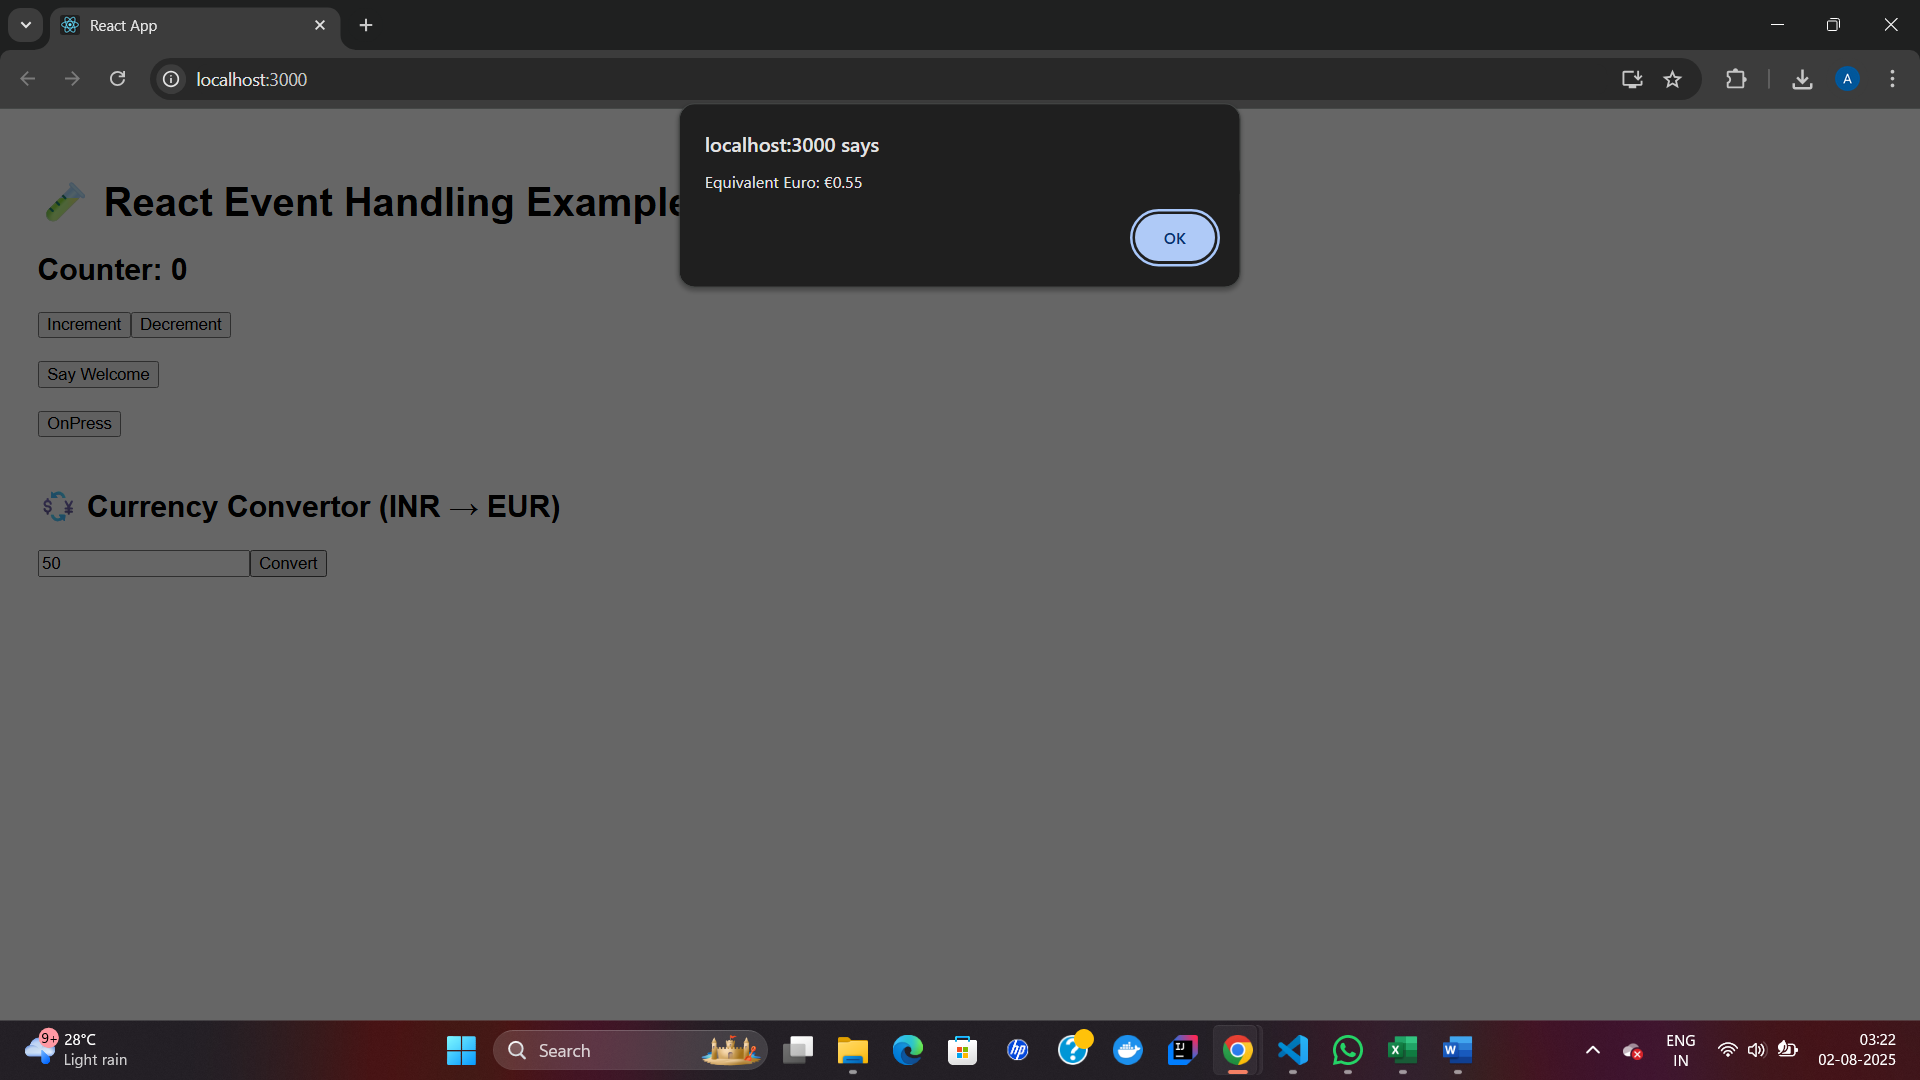 React App
localhost:3000
localhost:3000 says
Equivalent Euro: €0.55
OK
React Event Handling Example
Counter: 0
Increment Decrement
Say Welcome
OnPress
Currency Convertor (INR → EUR)
50 Convert
A
9+
28°C
Light rain
Search
ENG
IN
03:22
02-08-2025